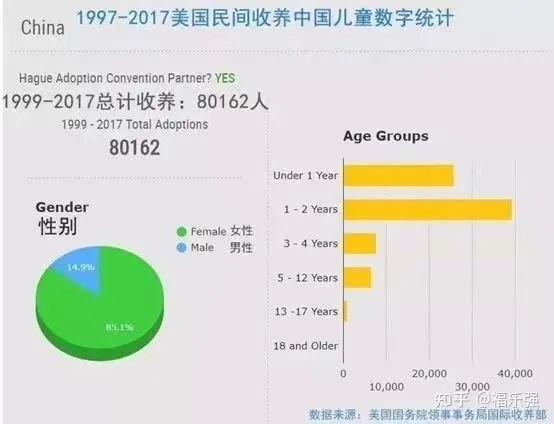 1997-2017美国民间收养中国儿童数字统计
China
Hague Adoption Convention Partner? YES
1999-2017总计收养：80162人
1999 - 2017 Total Adoptions
80162
Gender
性别
Female 女性
Male 男性
14.9%
85.1%
Age Groups
Under 1 Year
1 - 2 Years
3 - 4 Years
5 - 12 Years
13 -17 Years
18 and Older
0 20,000 40,000
10,000 30,000
知乎 @福乐强
数据来源：美国国务院领事事务局国际收养部